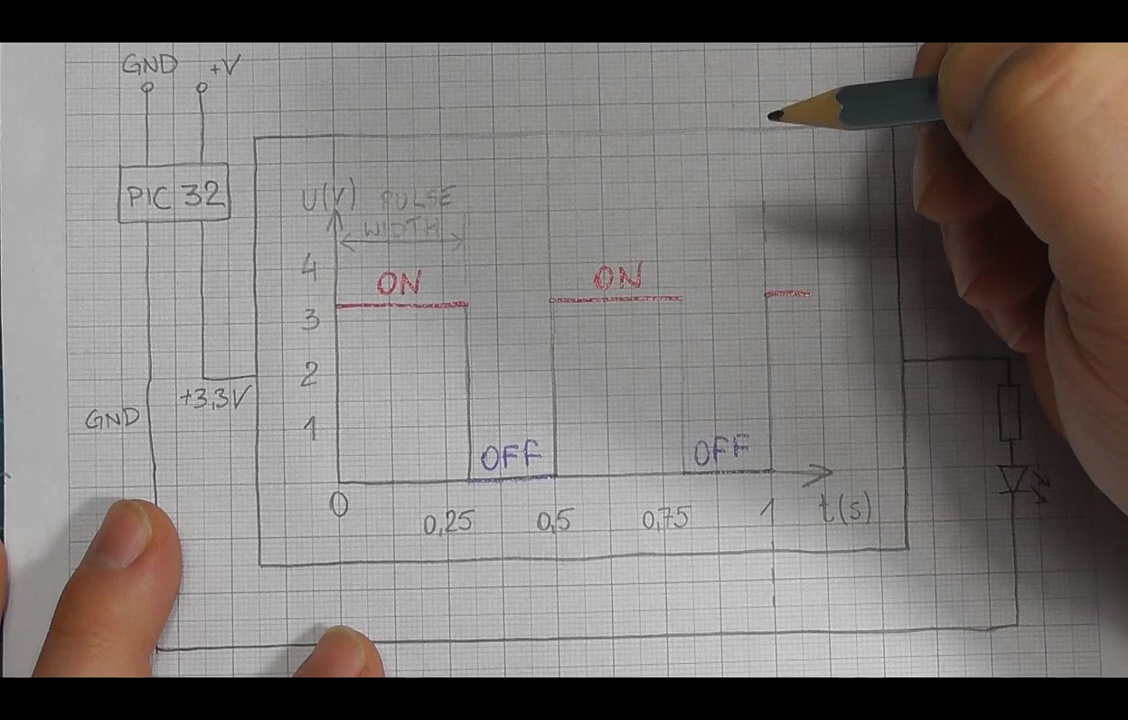 GND +V
PIC 32
U(V) PULSE
WIDTH
4
ON ON
3
2
+3,3V
GND
1
OFF OFF
0
0,25 0,5 0,75 1 t(s)